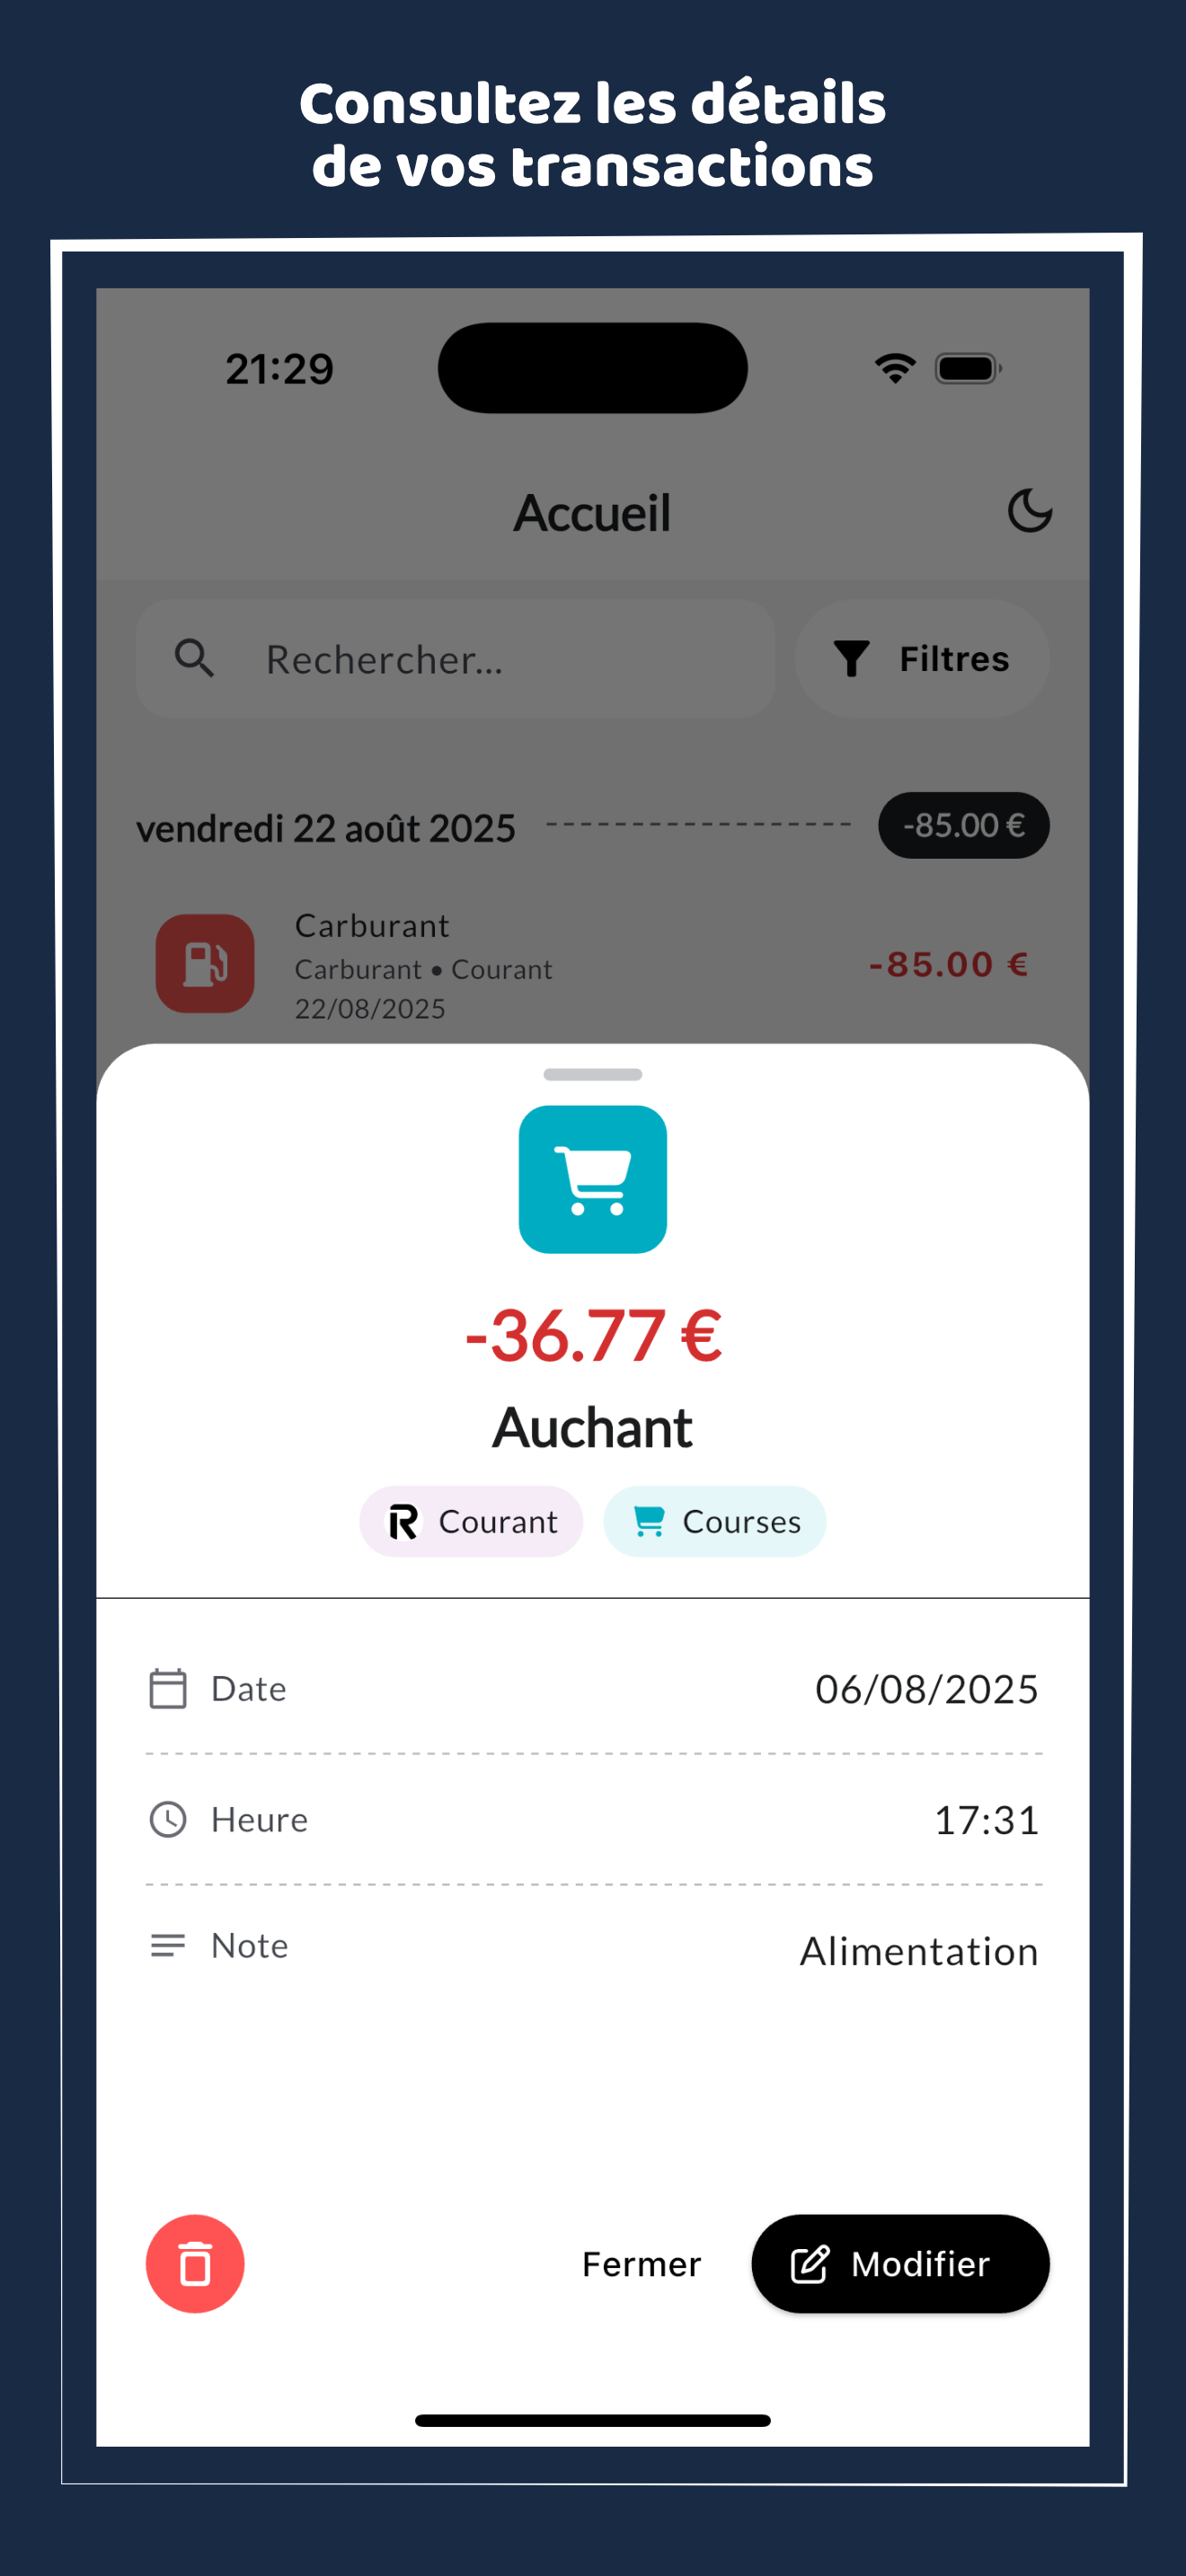 Consultez les détails
de vos transactions
21:29
Accueil
Rechercher...
Filtres
vendredi 22 août 2025
-85.00 €
Carburant
Carburant • Courant
22/08/2025
-85.00 €
-36.77 €
Auchant
R Courant
Courses
Date
06/08/2025
Heure
17:31
Note
Alimentation
Fermer
Modifier